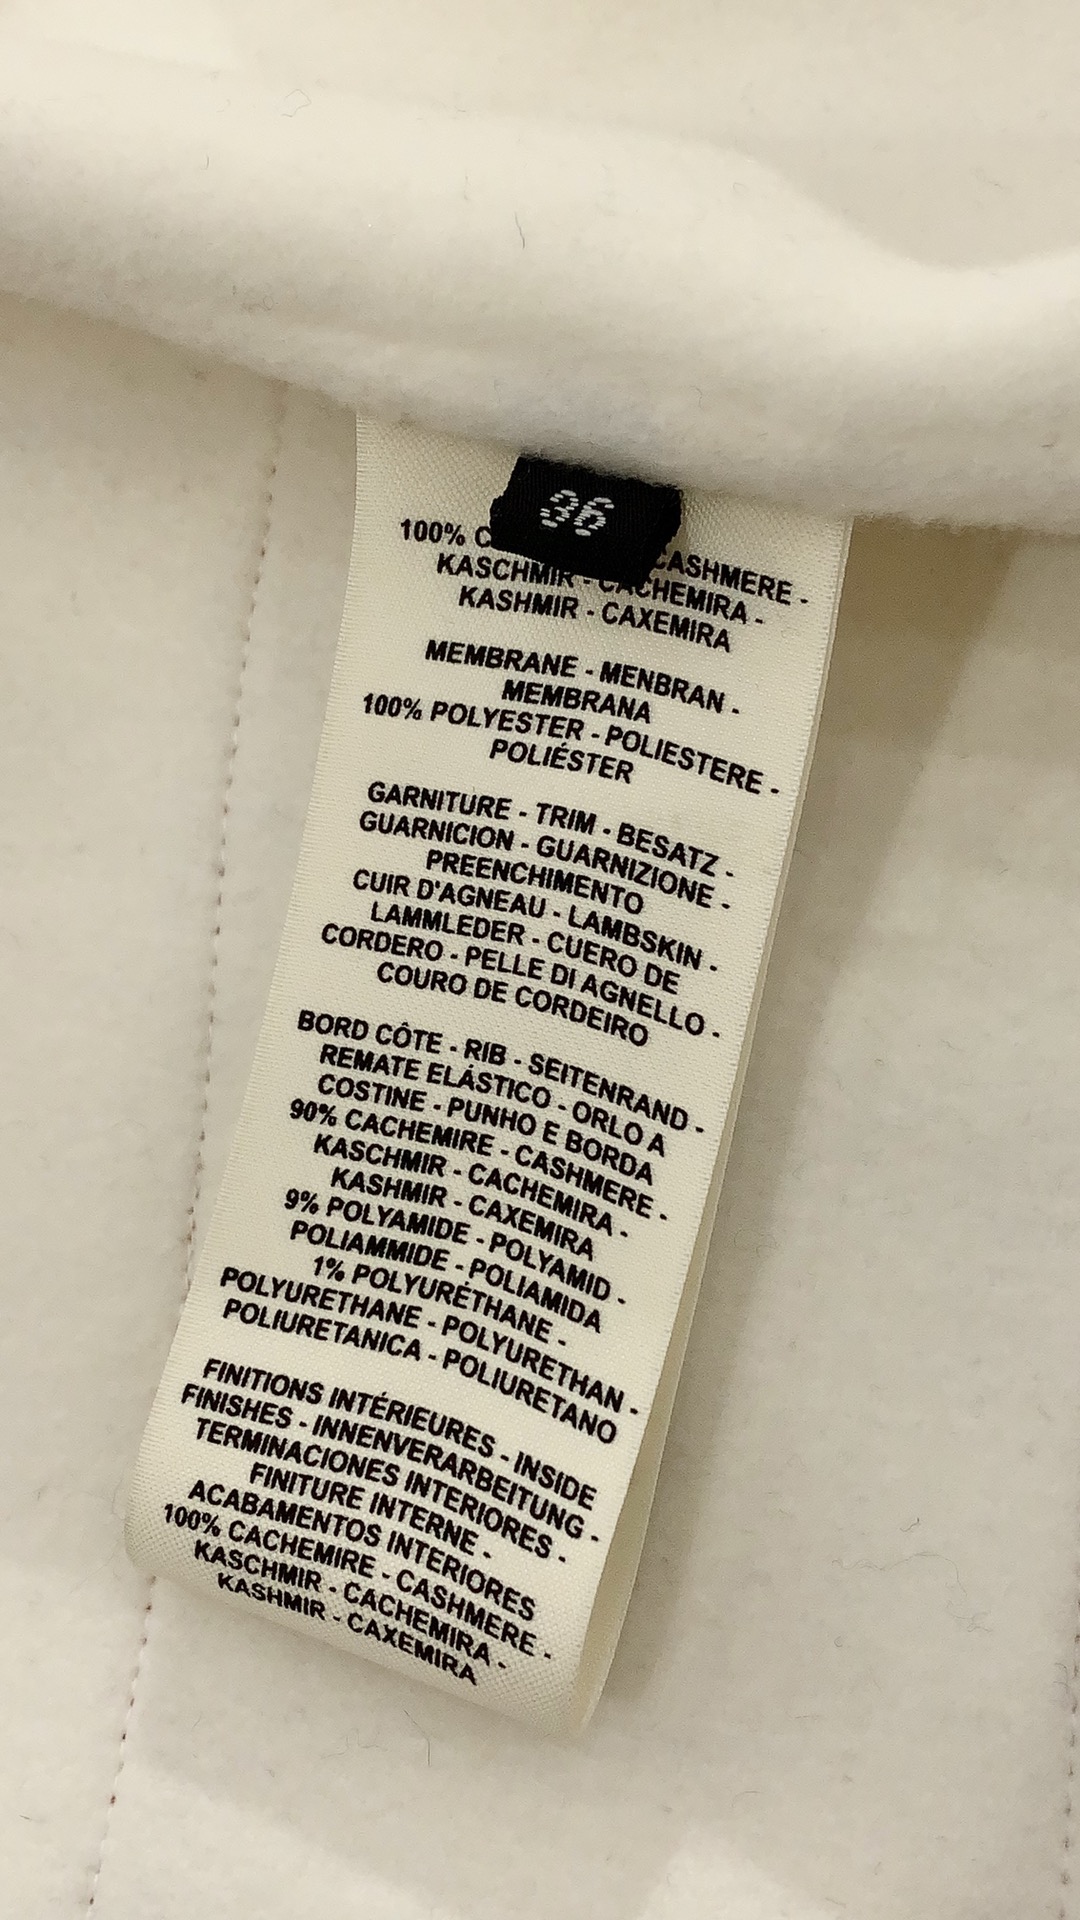 36
100% C CASHMERE -
KASCHMIR - CACHEMIRA -
KASHMIR - CAXEMIRA
MEMBRANE - MENBRAN -
MEMBRANA
100% POLYESTER - POLIESTERE -
POLIÉSTER
GARNITURE - TRIM - BESATZ -
GUARNICION - GUARNIZIONE -
PREENCHIMENTO
CUIR D'AGNEAU - LAMBSKIN -
LAMMLEDER - CUERO DE
CORDERO - PELLE DI AGNELLO -
COURO DE CORDEIRO
BORD CÔTE - RIB - SEITENRAND -
REMATE ELÁSTICO - ORLO A
COSTINE - PUNHO E BORDA
90% CACHEMIRE - CASHMERE -
KASCHMIR - CACHEMIRA -
KASHMIR - CAXEMIRA
9% POLYAMIDE - POLYAMID -
POLIAMMIDE - POLIAMIDA
1% POLYURÉTHANE -
POLYURETHANE - POLYURETHAN -
POLIURETANICA - POLIURETANO
FINITIONS INTÉRIEURES - INSIDE
FINISHES - INNENVERARBEITUNG -
TERMINACIONES INTERIORES -
FINITURE INTERNE -
ACABAMENTOS INTERIORES
100% CACHEMIRE - CASHMERE -
KASCHMIR - CACHEMIRA -
KASHMIR - CAXEMIRA